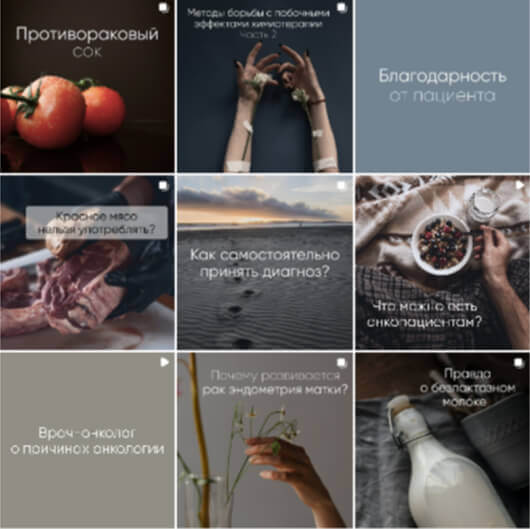 Противораковый
сок
Методы борьбы с побочными
эффектами химиотерапии
часть 2
Благодарность
от пациента
Красное мясо
нельзя употреблять?
Как самостоятельно
принять диагноз?
Что можно есть
онкопациентам?
Врач-онколог
о причинах онкологии
Почему развивается
рак эндометрия матки?
Правда
о безлактозном
молоке